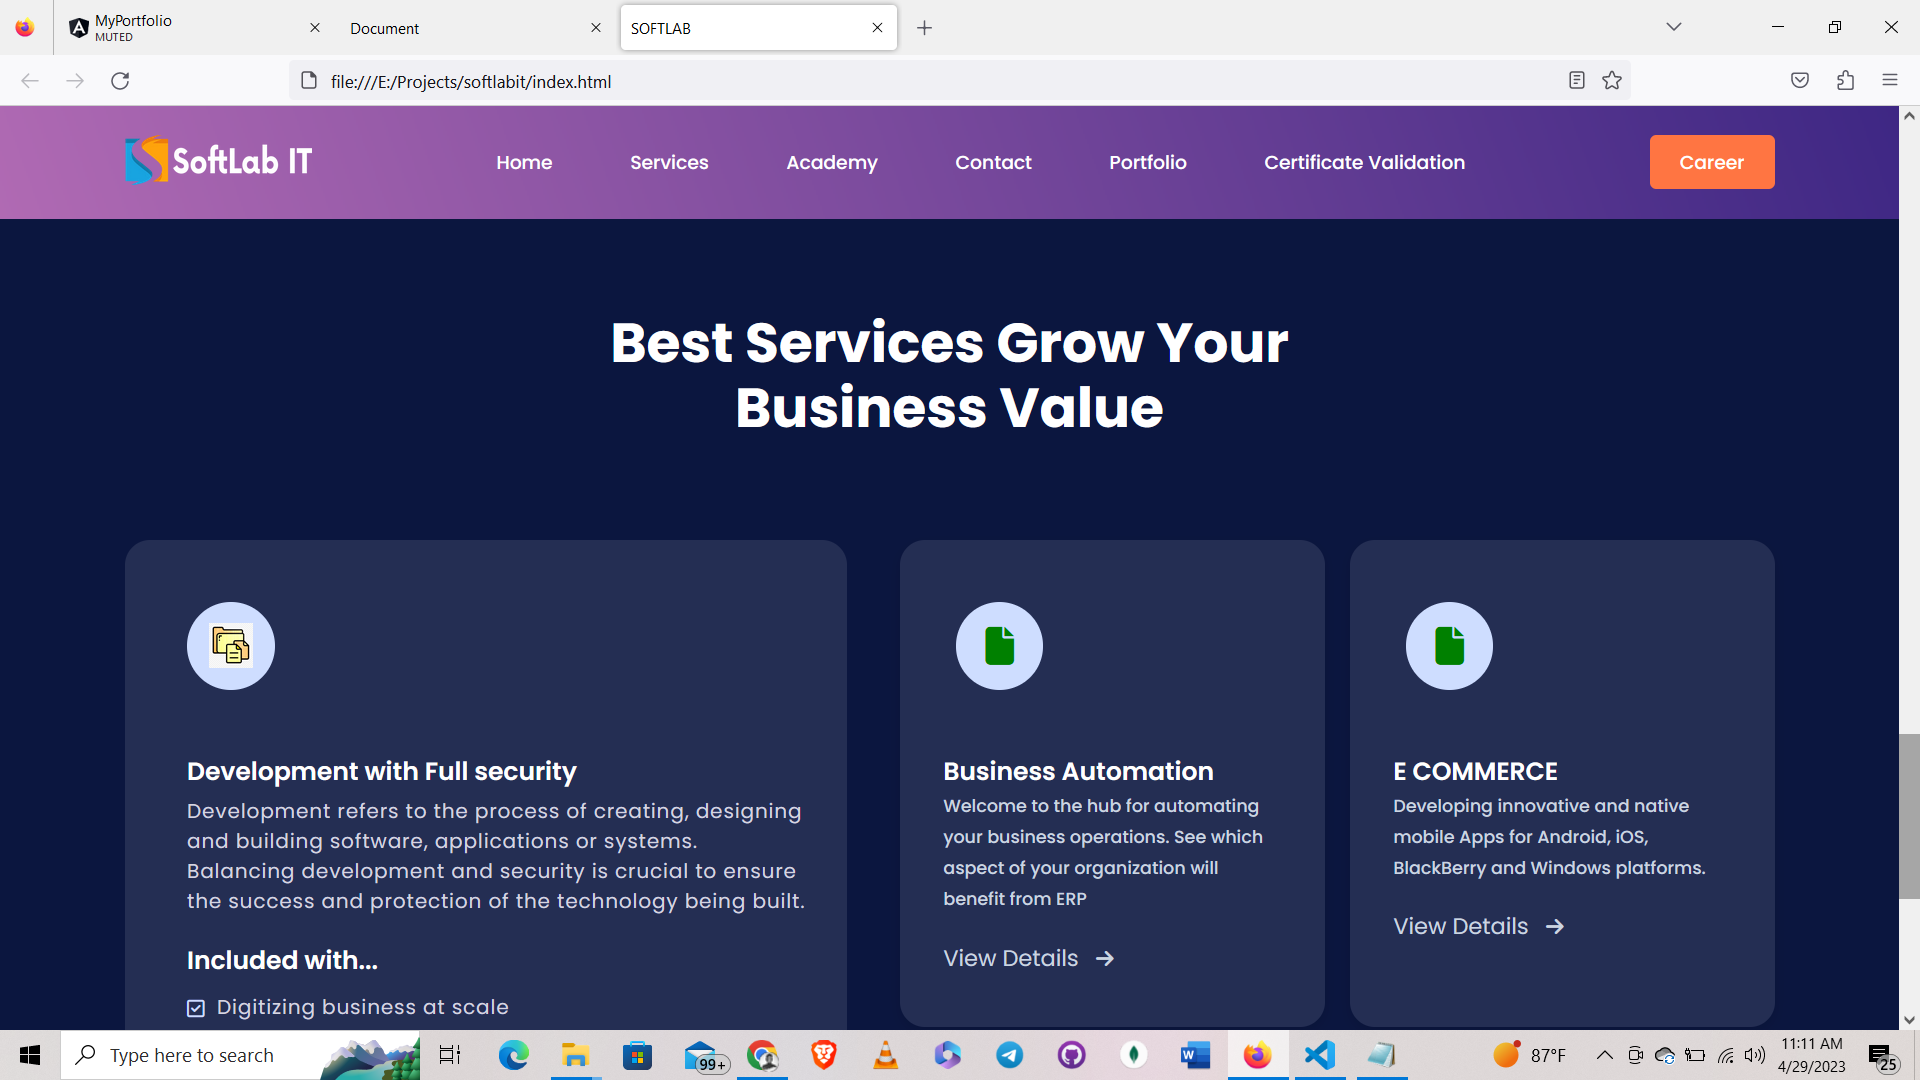 MyPortfolio
MUTED
Document
SOFTLAB
file:///E:/Projects/softlabit/index.html
SoftLab IT
Home
Services
Academy
Contact
Portfolio
Certificate Validation
Career
Best Services Grow Your
Business Value
Development with Full security
Development refers to the process of creating, designing
and building software, applications or systems.
Balancing development and security is crucial to ensure
the success and protection of the technology being built.
Included with...
Digitizing business at scale
Business Automation
Welcome to the hub for automating
your business operations. See which
aspect of your organization will
benefit from ERP
View Details
E COMMERCE
Developing innovative and native
mobile Apps for Android, iOS,
BlackBerry and Windows platforms.
View Details
Type here to search
99+
87°F
11:11 AM
4/29/2023
25